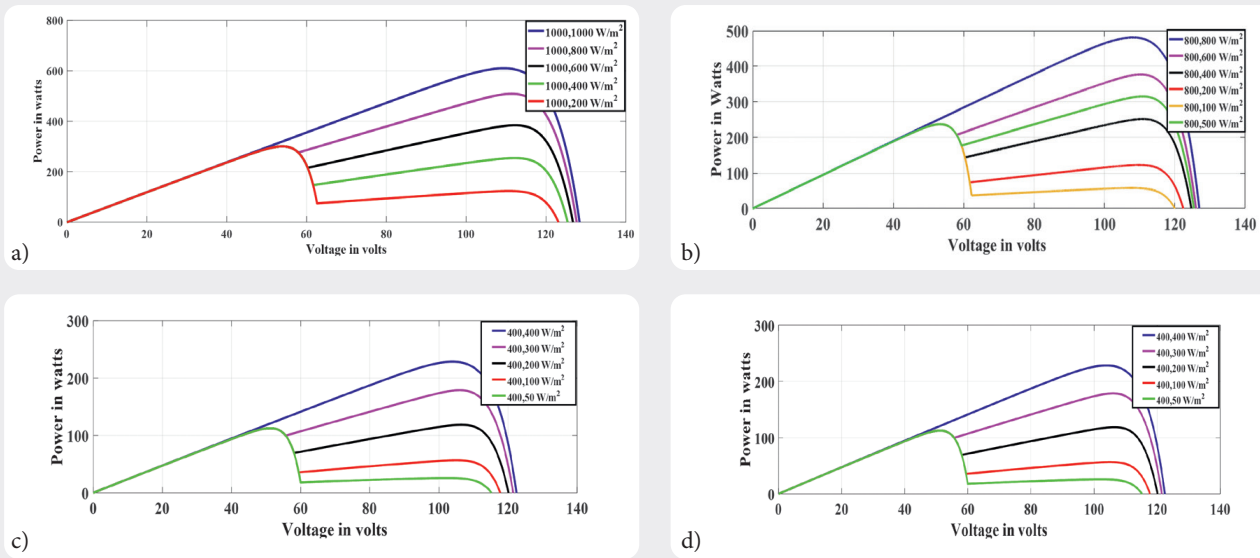 800
600
400
200
0
0
20
40
60
80
100
120
140
Power in watts
Voltage in volts
1000,1000 W/m²
1000,800 W/m²
1000,600 W/m²
1000,400 W/m²
1000,200 W/m²
a)
500
400
300
200
100
0
0
20
40
60
80
100
120
140
Power in Watts
Voltage in volts
800,800 W/m²
800,600 W/m²
800,400 W/m²
800,200 W/m²
800,100 W/m²
800,500 W/m²
b)
300
200
100
0
0
20
40
60
80
100
120
140
Power in watts
Voltage in volts
400,400 W/m²
400,300 W/m²
400,200 W/m²
400,100 W/m²
400,50 W/m²
c)
300
200
100
0
0
20
40
60
80
100
120
140
Power in watts
Voltage in volts
400,400 W/m²
400,300 W/m²
400,200 W/m²
400,100 W/m²
400,50 W/m²
d)